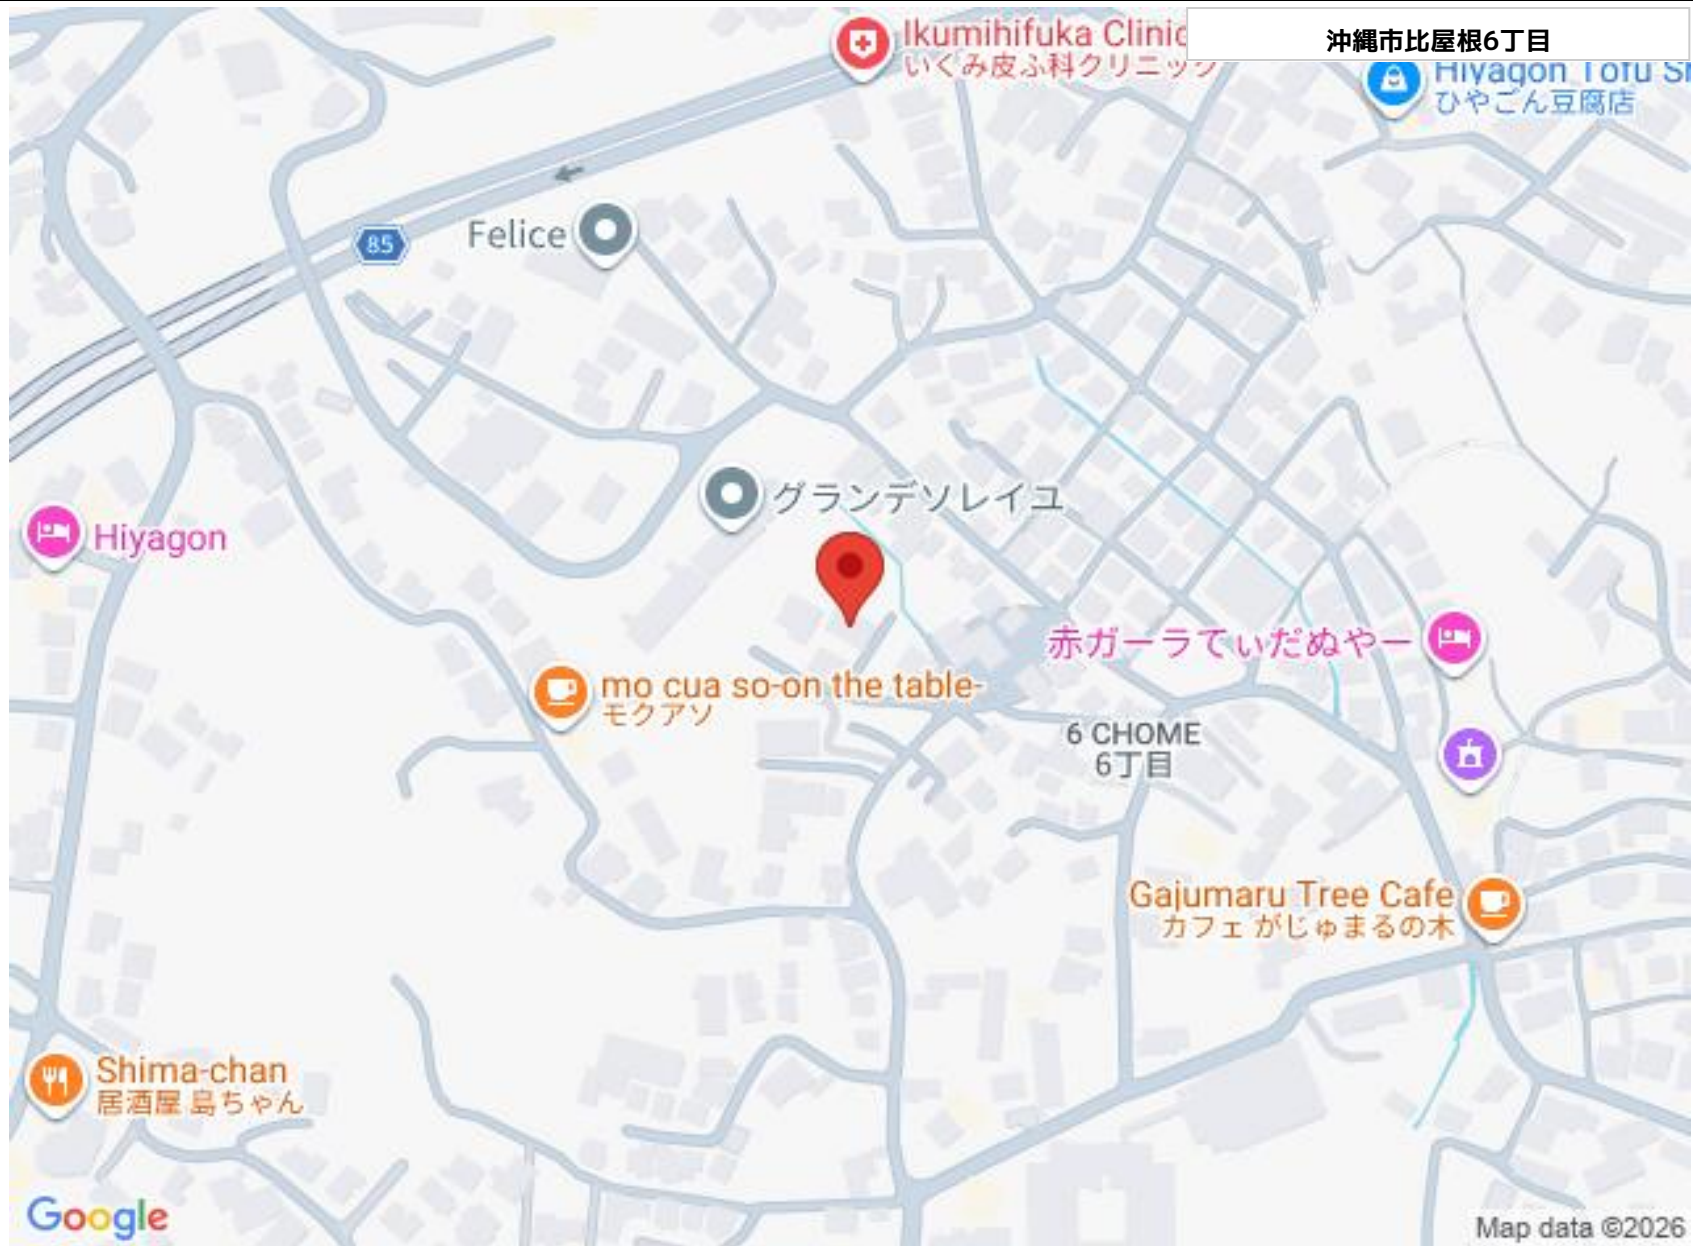 Ikumihifuka Clinic
いくみ皮ふ科クリニック
沖縄市比屋根6丁目
Hiyagon Tofu
ひやごん豆腐店
Felice
85
グランデソレイユ
Hiyagon
赤ガーラてぃだぬやー
mo cua so-on the table-
モクアソ
6 CHOME
6丁目
Gajumaru Tree Cafe
カフェ がじゅまるの木
Shima-chan
居酒屋 島ちゃん
Google
Map data ©2026